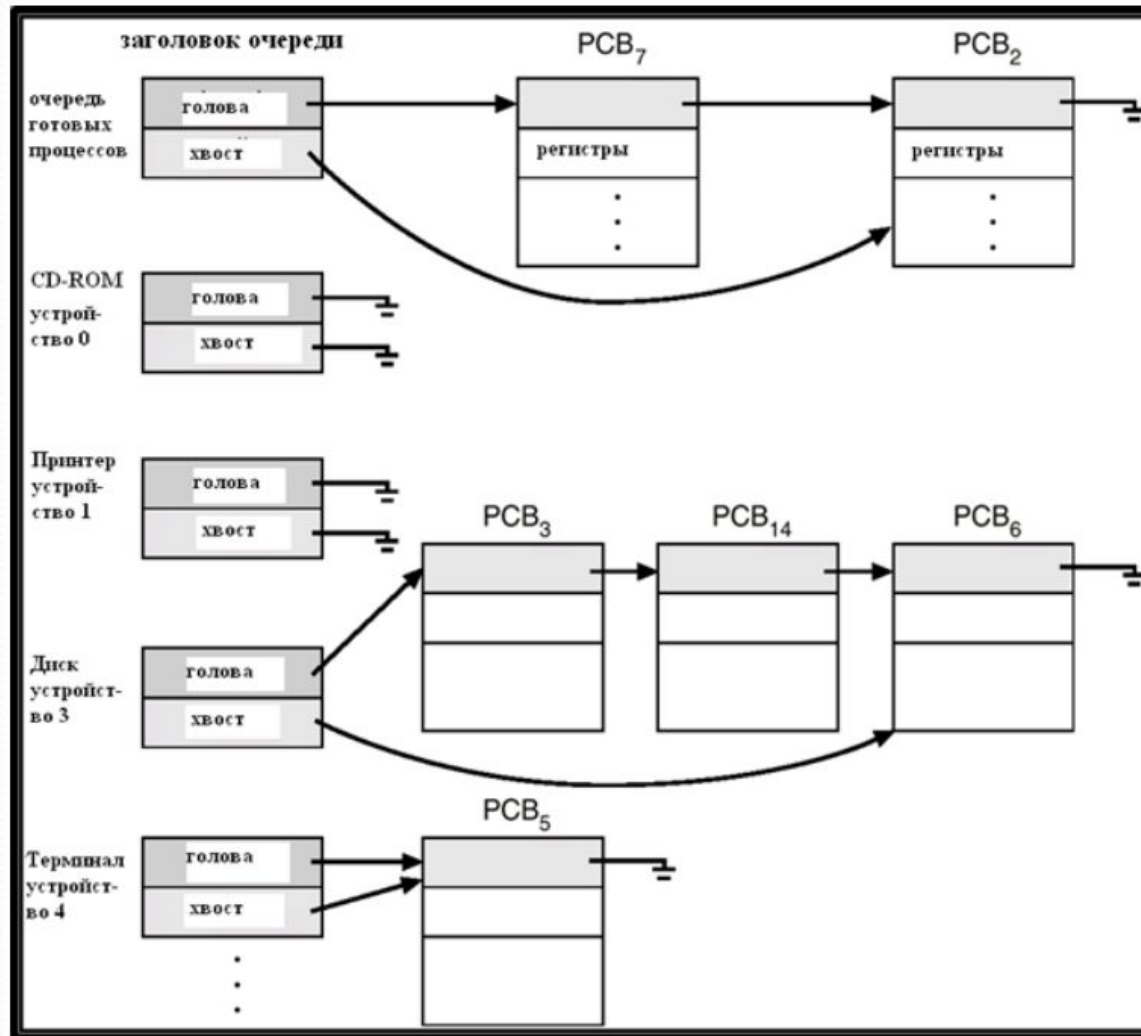 заголовок очереди
PCB7
PCB2
очередь
готовых
процессов
голова
хвост
регистры
регистры
CD-ROM
устрой-
ство 0
голова
хвост
Принтер
устрой-
ство 1
голова
хвост
PCB3
PCB14
PCB6
Диск
устройст-
во 3
голова
хвост
PCB5
Терминал
устройст-
во 4
голова
хвост